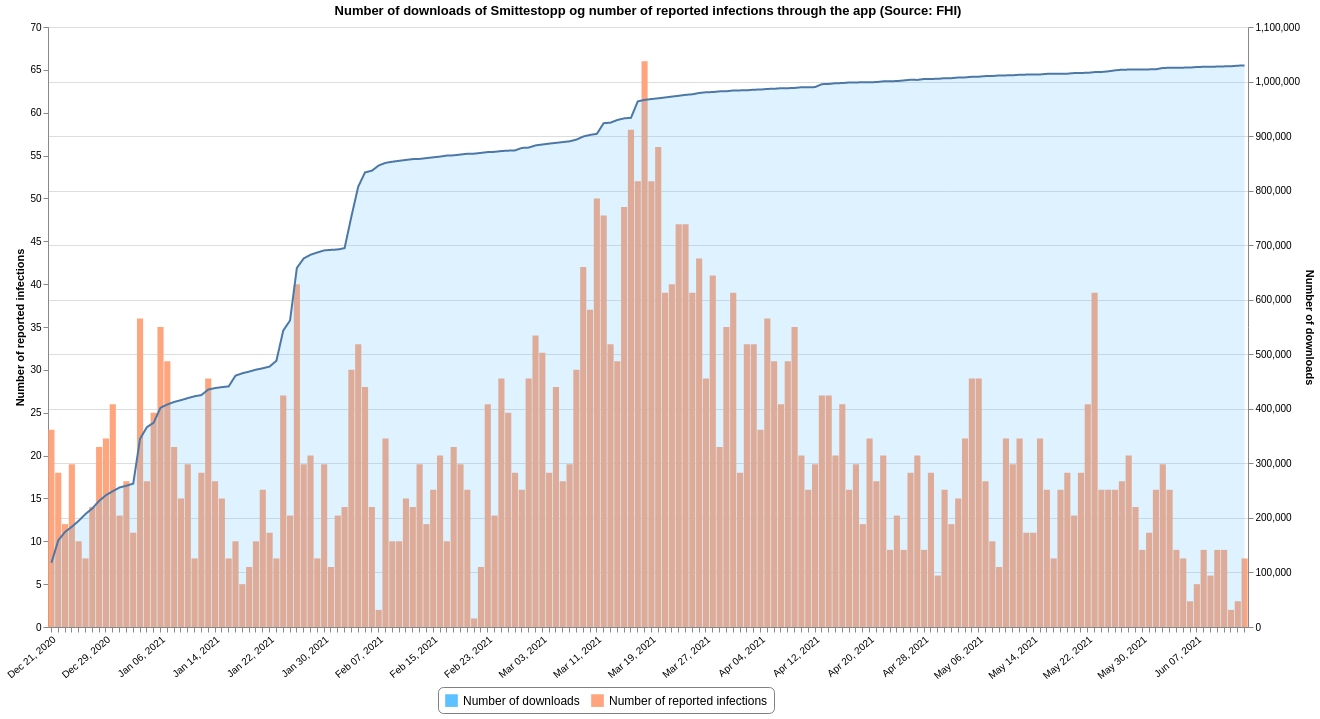 Number of downloads of Smittestopp og number of reported infections through the app (Source: FHI)
70
65
60
55
50
45
40
35
30
25
20
15
10
5
0
Number of reported infections
1,100,000
1,000,000
900,000
800,000
700,000
600,000
500,000
400,000
300,000
200,000
100,000
0
Number of downloads
Dec 21, 2020
Dec 29, 2020
Jan 06, 2021
Jan 14, 2021
Jan 22, 2021
Jan 30, 2021
Feb 07, 2021
Feb 15, 2021
Feb 23, 2021
Mar 03, 2021
Mar 11, 2021
Mar 19, 2021
Mar 27, 2021
Apr 04, 2021
Apr 12, 2021
Apr 20, 2021
Apr 28, 2021
May 06, 2021
May 14, 2021
May 22, 2021
May 30, 2021
Jun 07, 2021
Number of downloads
Number of reported infections